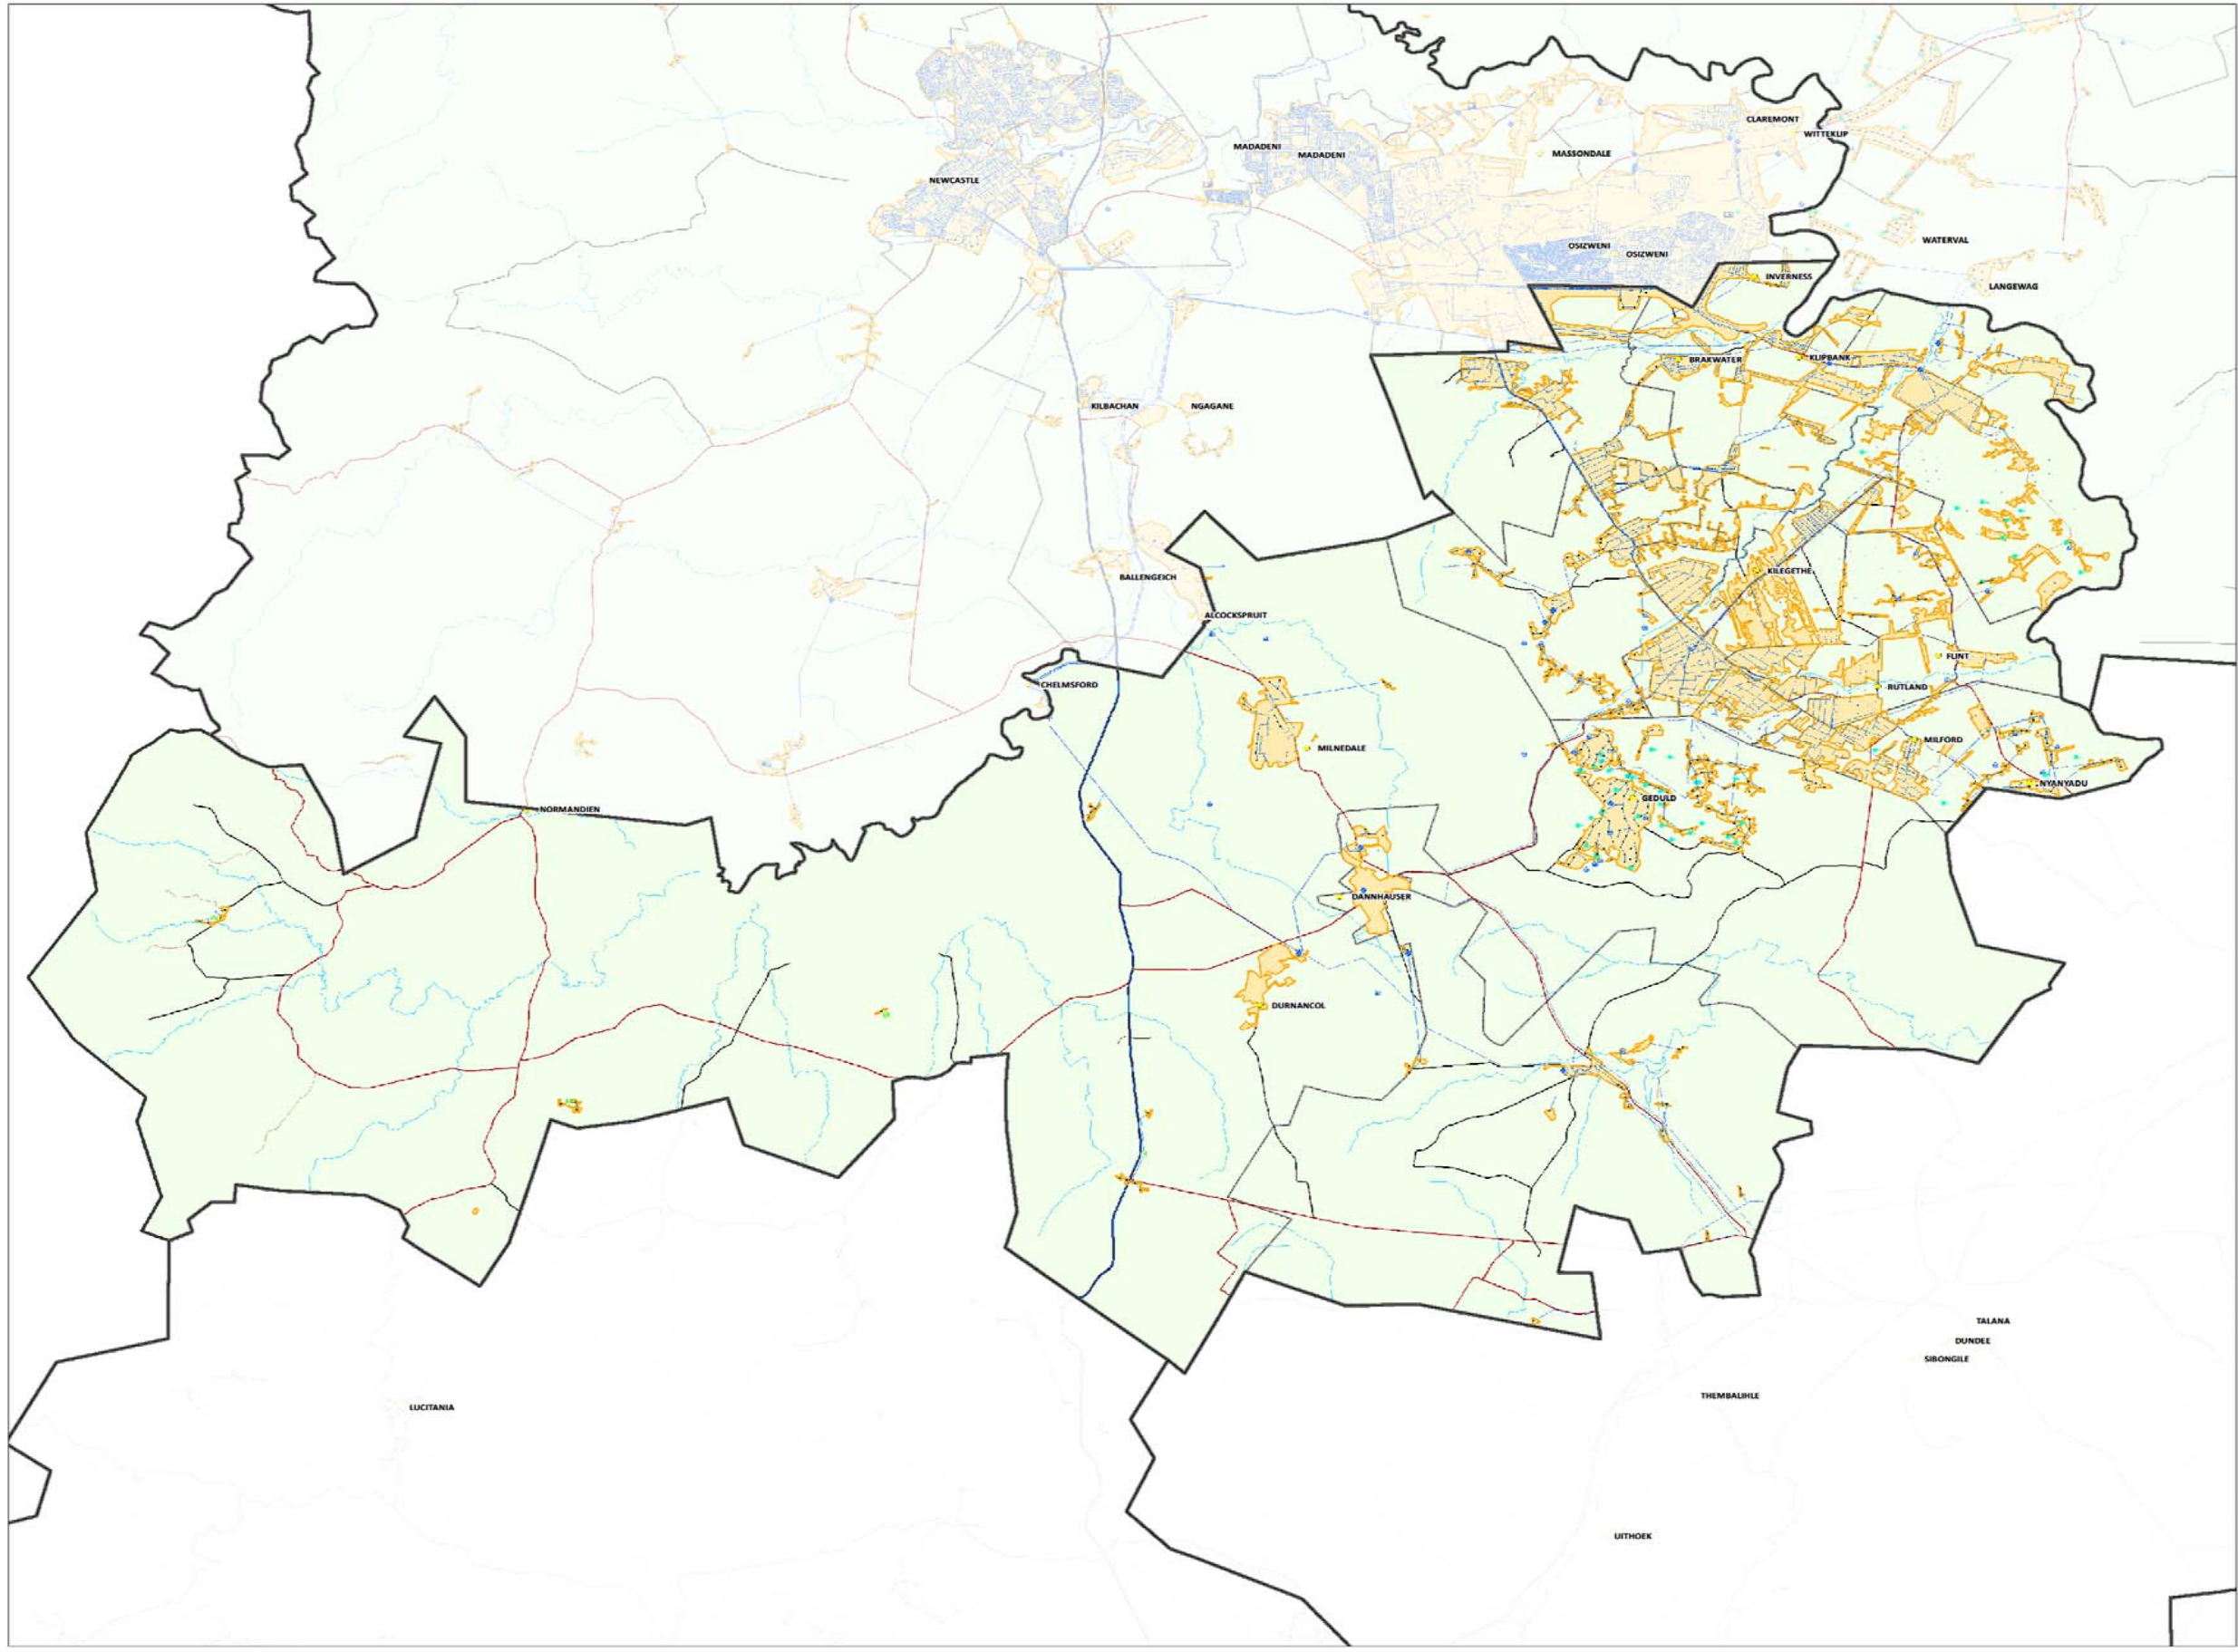 CLAREMONT
WITTEKLIP
MADADENI
MADADENI
MASSONDALE
NEWCASTLE
OSIZWENI
OSIZWENI
WATERVAL
INVERNESS
LANGEWAG
BRAKWATER
KLIPBANK
KILBACHAN
NGAGANE
KILEGETHE
BALLENGEICH
ALCOCKSPRUIT
FLINT
CHELMSFORD
RUTLAND
MILNEDALE
MILFORD
NYANYADU
GEDULD
NORMANDIEN
DANNHAUSER
DURNANCOL
TALANA
DUNDEE
SIBONGILE
THEMBALIHLE
LUCITANIA
UITHOEK